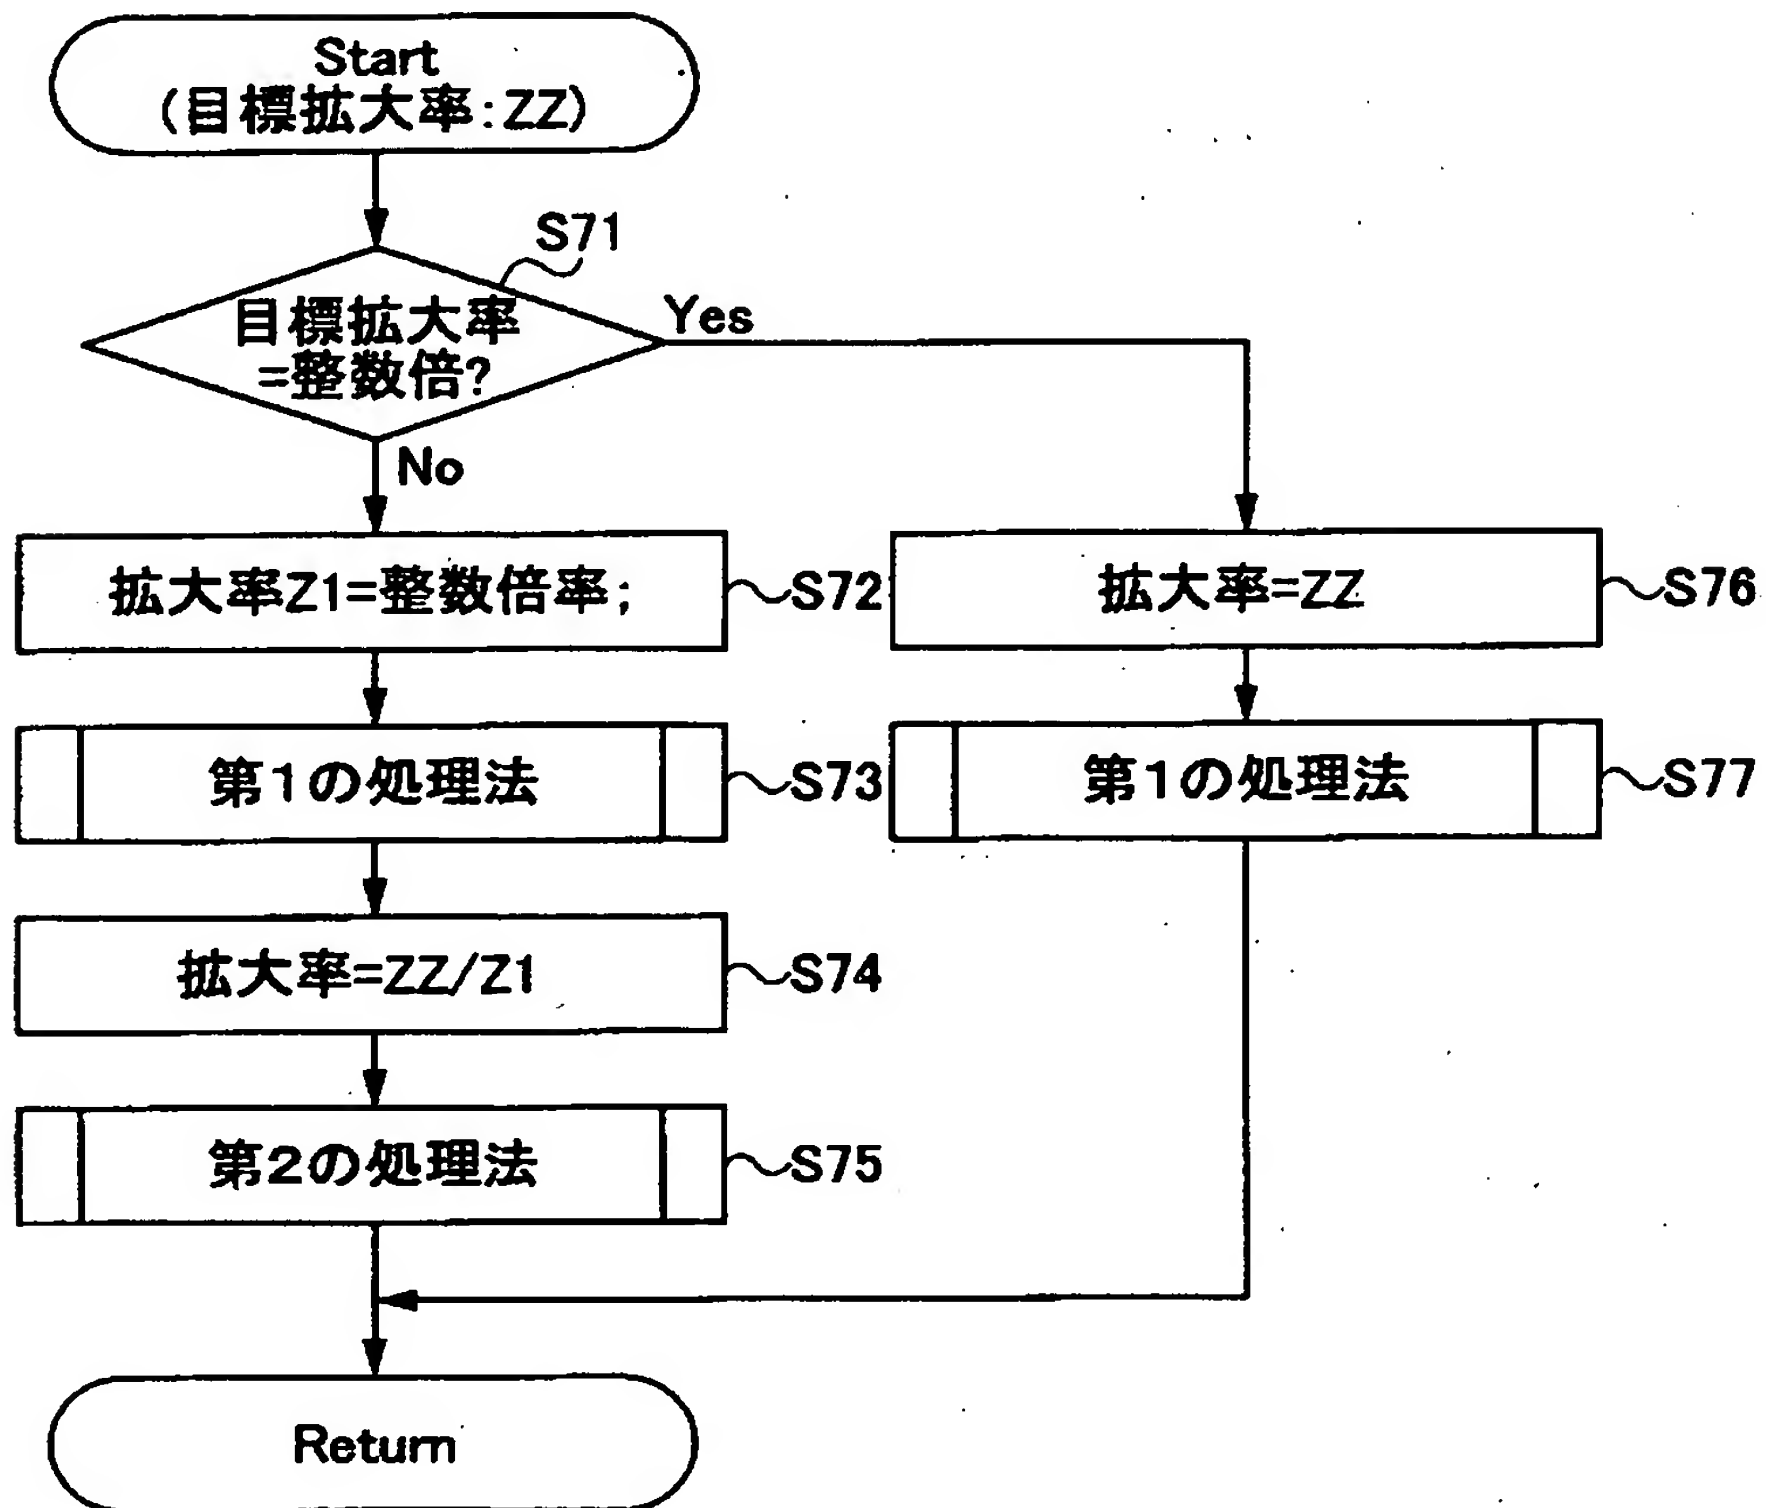 Start
(目標拡大率:ZZ)
S71
目標拡大率
=整数倍?
Yes
No
拡大率Z1=整数倍率;
S72
拡大率=ZZ
S76
第1の処理法
S73
第1の処理法
S77
拡大率=ZZ/Z1
S74
第2の処理法
S75
Return